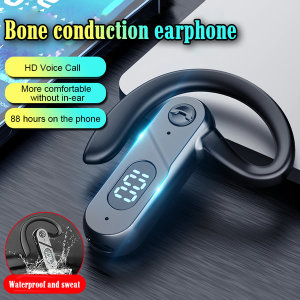 Bone conduction earphone
HD Voice Call
More comfortable
without in-ear
88 hours on the phone
100
Waterproof and sweat